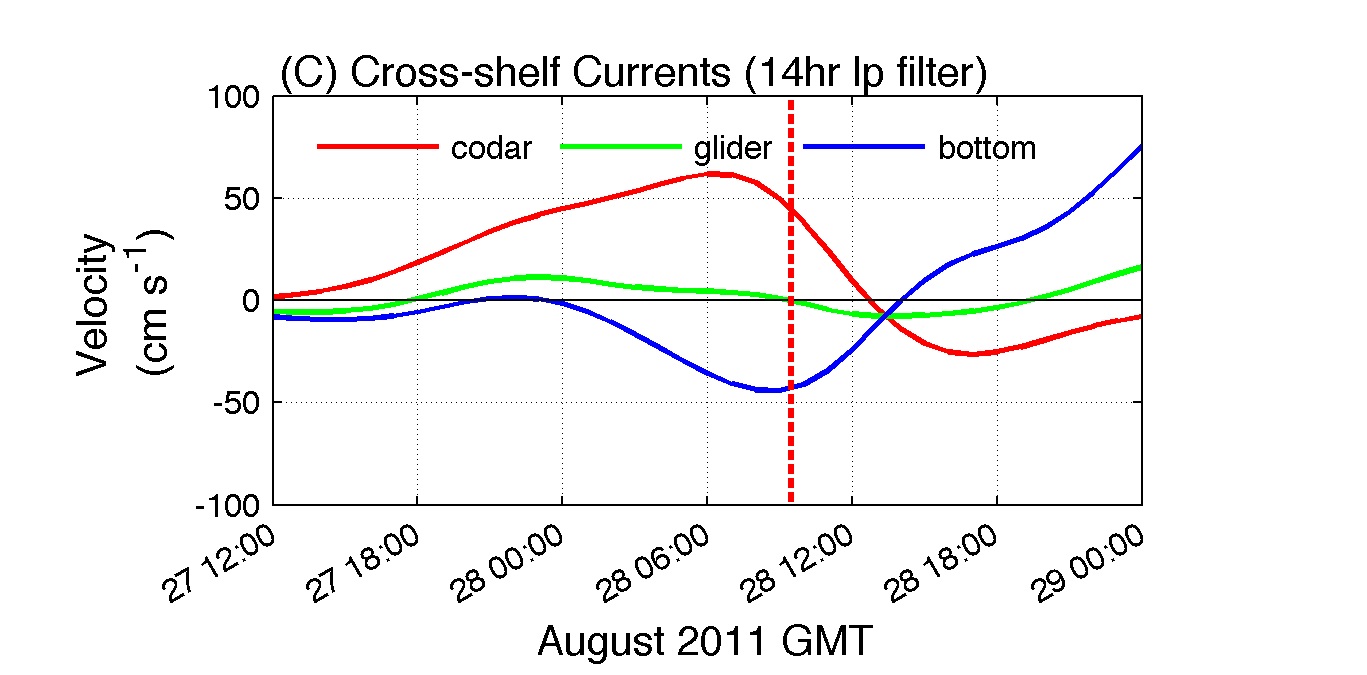 (C) Cross-shelf Currents (14hr lp filter)
100
codar glider bottom
50
0
-50
-100
Velocity
(cm s-1)
27 12:00 27 18:00 28 00:00 28 06:00 28 12:00 28 18:00 29 00:00
August 2011 GMT